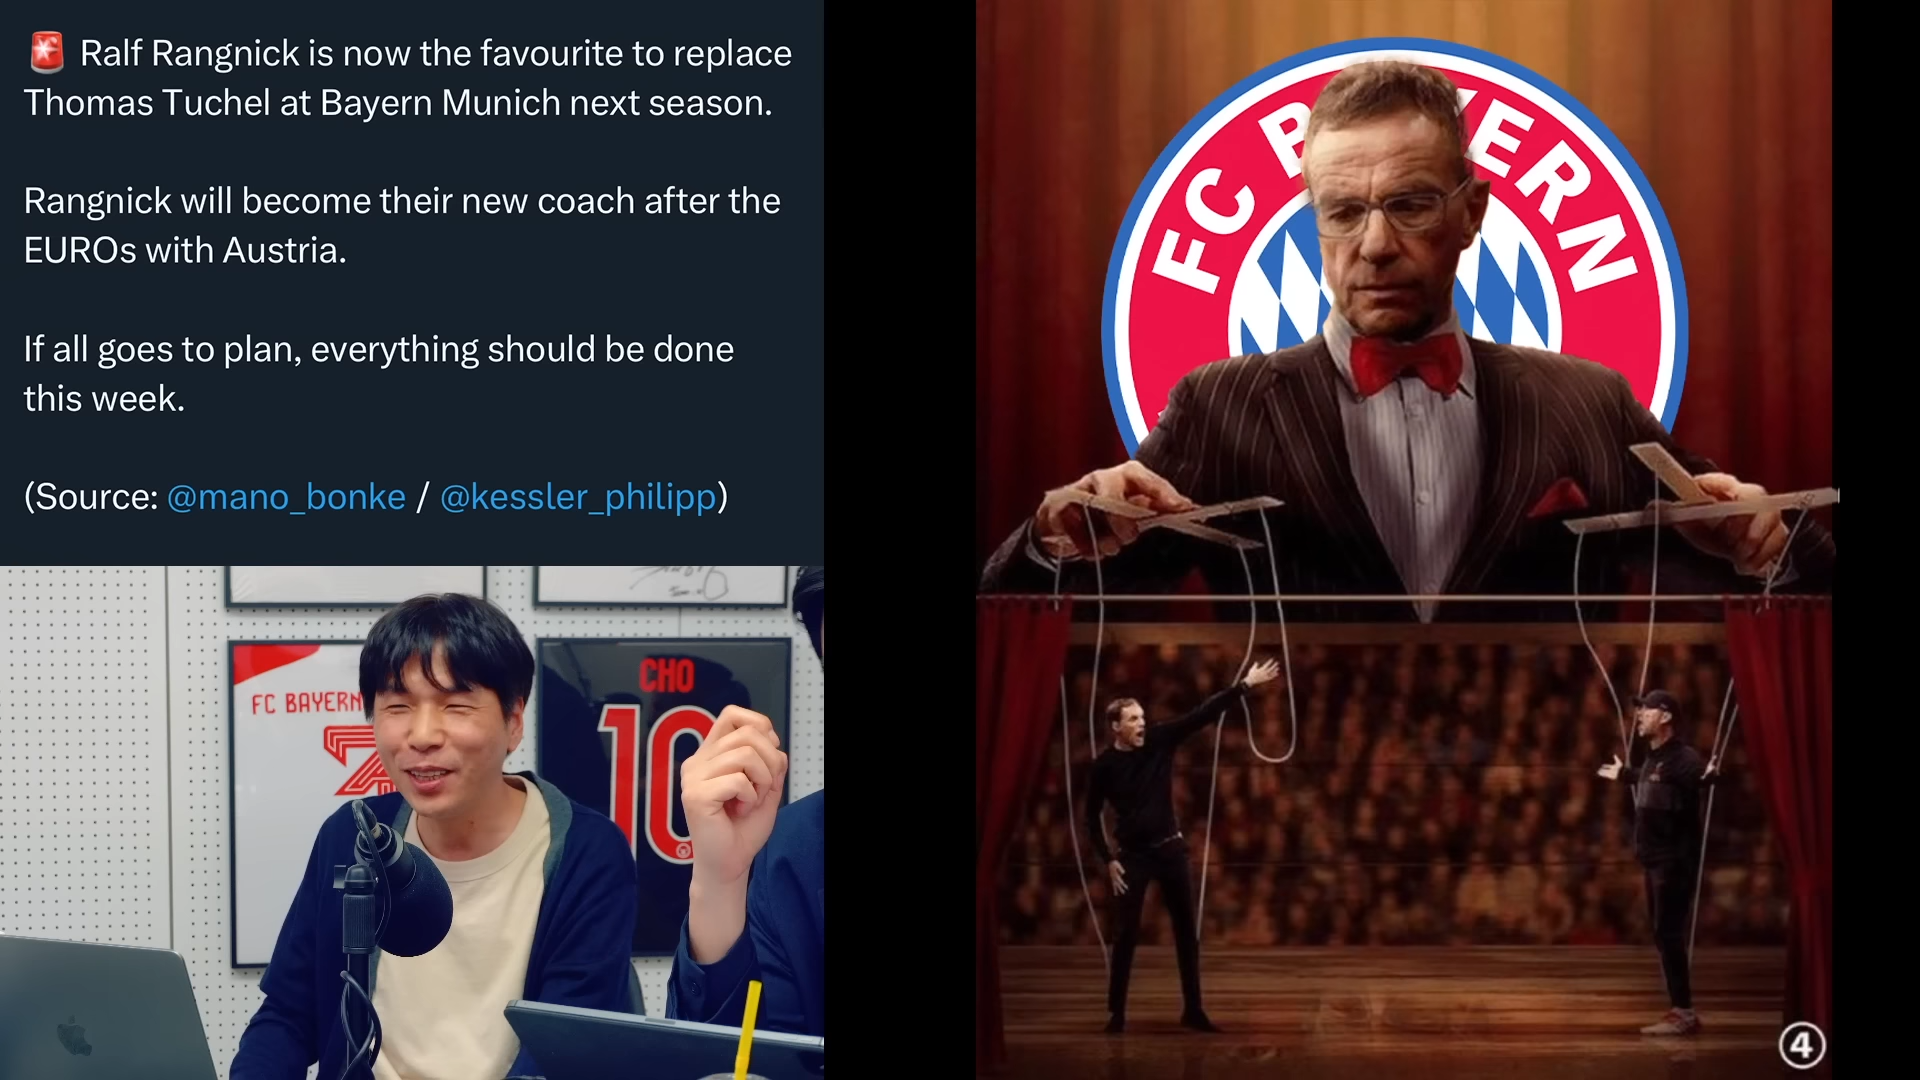 🚨 Ralf Rangnick is now the favourite to replace
Thomas Tuchel at Bayern Munich next season.
Rangnick will become their new coach after the
EUROs with Austria.
If all goes to plan, everything should be done
this week.
(Source: @mano_bonke / @kessler_philipp)
FC BAYERN
CHO
10
FC B YERN
4